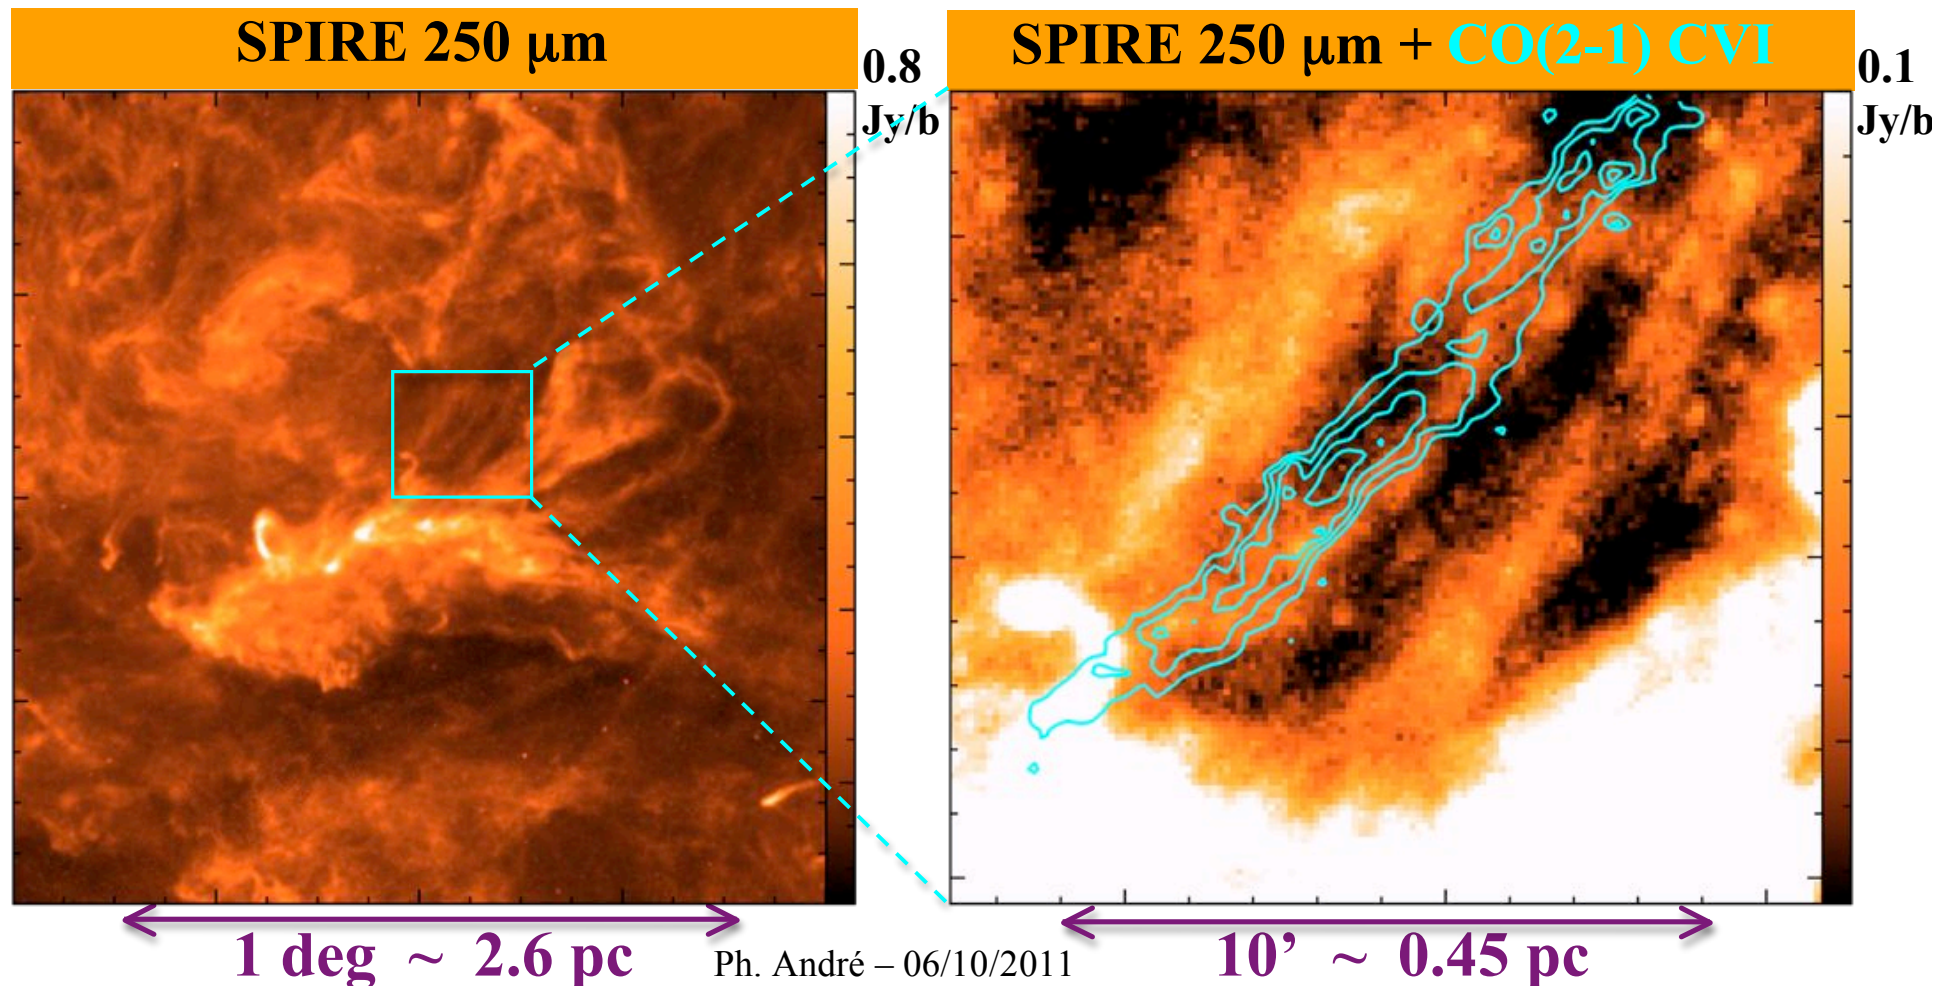 SPIRE 250 μm
0.8
Jy/b
SPIRE 250 μm + CO(2-1) CVI
0.1
Jy/b
1 deg ~ 2.6 pc
Ph. André – 06/10/2011
10’ ~ 0.45 pc